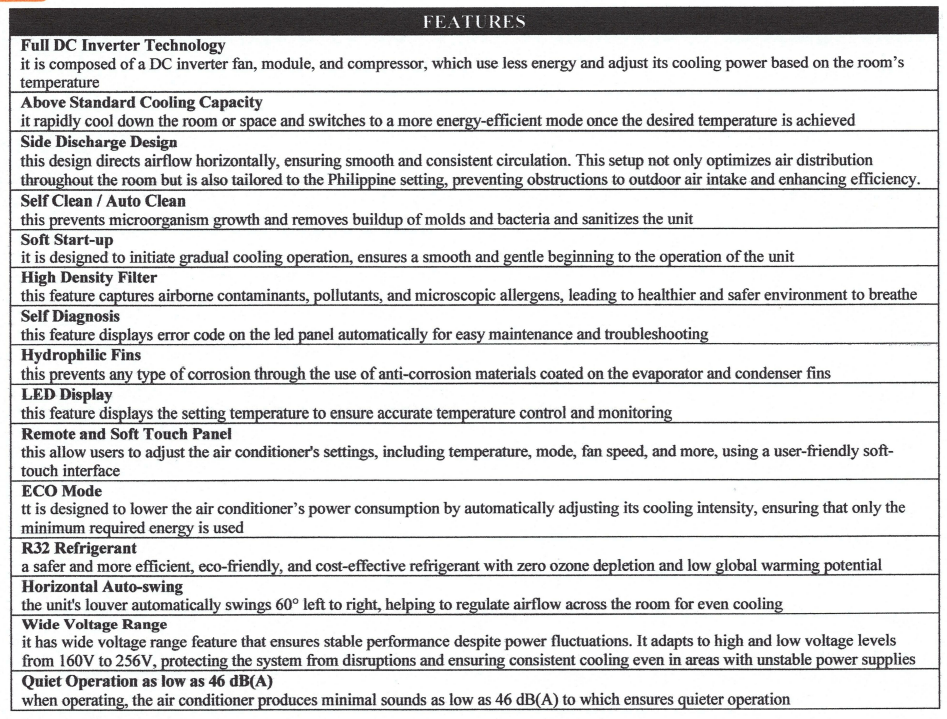 FEATURES
Full DC Inverter Technology
it is composed of a DC inverter fan, module, and compressor, which use less energy and adjust its cooling power based on the room's
temperature
Above Standard Cooling Capacity
it rapidly cool down the room or space and switches to a more energy-efficient mode once the desired temperature is achieved
Side Discharge Design
this design directs airflow horizontally, ensuring smooth and consistent circulation. This setup not only optimizes air distribution
throughout the room but is also tailored to the Philippine setting, preventing obstructions to outdoor air intake and enhancing efficiency.
Self Clean / Auto Clean
this prevents microorganism growth and removes buildup of molds and bacteria and sanitizes the unit
Soft Start-up
it is designed to initiate gradual cooling operation, ensures a smooth and gentle beginning to the operation of the unit
High Density Filter
this feature captures airborne contaminants, pollutants, and microscopic allergens, leading to healthier and safer environment to breathe
Self Diagnosis
this feature displays error code on the led panel automatically for easy maintenance and troubleshooting
Hydrophilic Fins
this prevents any type of corrosion through the use of anti-corrosion materials coated on the evaporator and condenser fins
LED Display
this feature displays the setting temperature to ensure accurate temperature control and monitoring
Remote and Soft Touch Panel
this allow users to adjust the air conditioner's settings, including temperature, mode, fan speed, and more, using a user-friendly soft-
touch interface
ECO Mode
tt is designed to lower the air conditioner's power consumption by automatically adjusting its cooling intensity, ensuring that only the
minimum required energy is used
R32 Refrigerant
a safer and more efficient, eco-friendly, and cost-effective refrigerant with zero ozone depletion and low global warming potential
Horizontal Auto-swing
the unit's louver automatically swings 60° left to right, helping to regulate airflow across the room for even cooling
Wide Voltage Range
it has wide voltage range feature that ensures stable performance despite power fluctuations. It adapts to high and low voltage levels
from 160V to 256V, protecting the system from disruptions and ensuring consistent cooling even in areas with unstable power supplies
Quiet Operation as low as 46 dB(A)
when operating, the air conditioner produces minimal sounds as low as 46 dB(A) to which ensures quieter operation